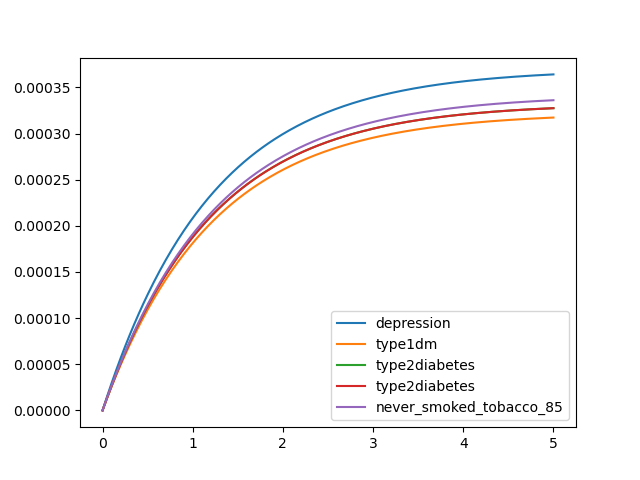 0.00035
0.00030
0.00025
0.00020
0.00015
0.00010
0.00005
0.00000
depression
type1dm
type2diabetes
type2diabetes
never_smoked_tobacco_85
0 1 2 3 4 5